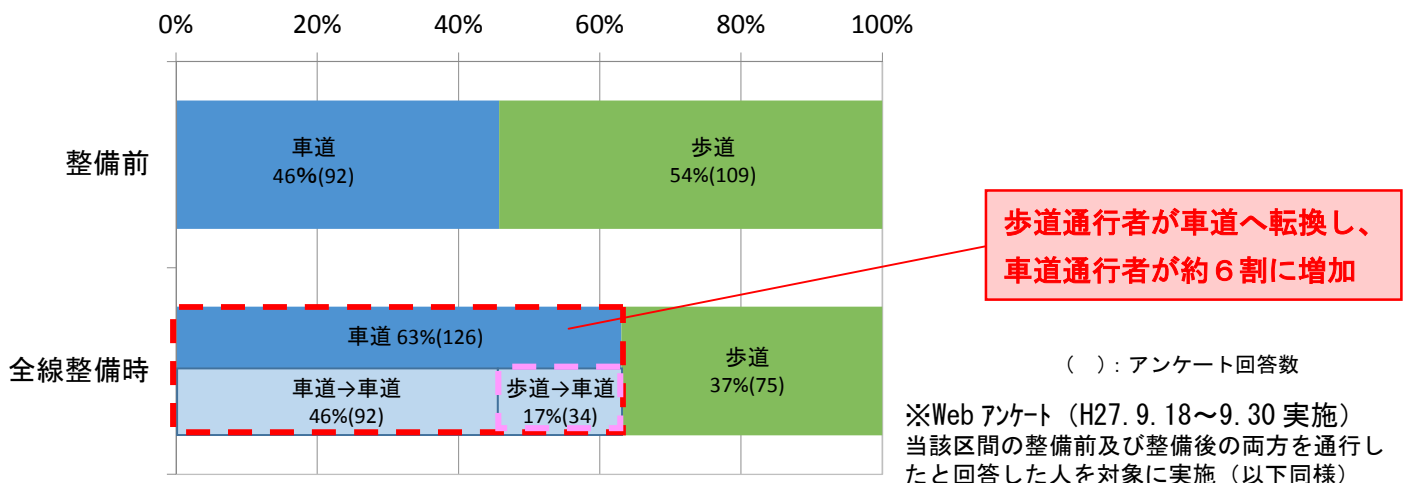 0% 20% 40% 60% 80% 100%
整備前
車道
46%(92)
歩道
54%(109)
歩道通行者が車道へ転換し、
車道通行者が約６割に増加
全線整備時
車道 63%(126)
車道→車道
46%(92)
歩道→車道
17%(34)
歩道
37%(75)
（　）：アンケート回答数
※Web アンケート（H27.9.18～9.30 実施）
当該区間の整備前及び整備後の両方を通行し
たと回答した人を対象に実施（以下同様）